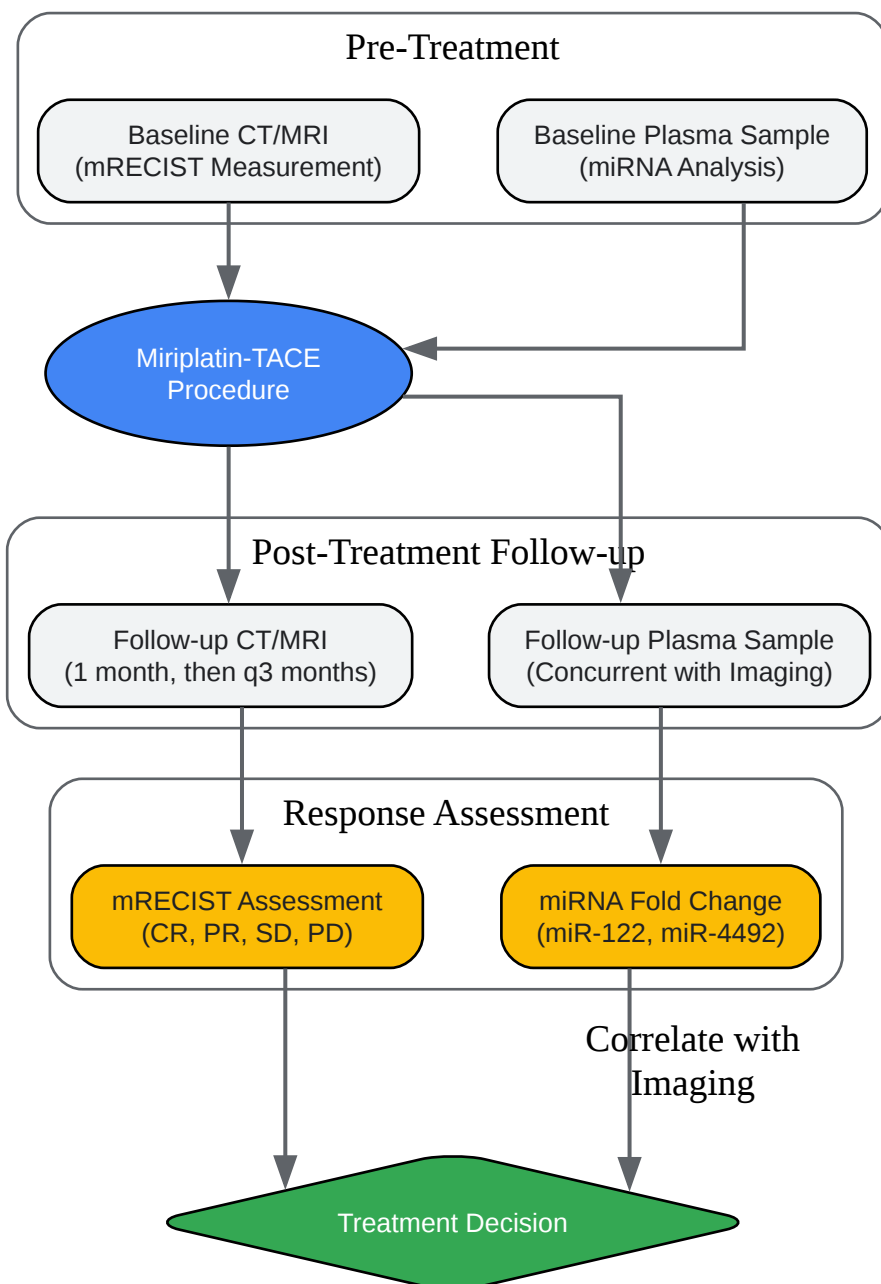 Pre-Treatment
Baseline CT/MRI
(mRECIST Measurement)
Baseline Plasma Sample
(miRNA Analysis)
Miriplatin-TACE
Procedure
Post-Treatment Follow-up
Follow-up CT/MRI
(1 month, then q3 months)
Follow-up Plasma Sample
(Concurrent with Imaging)
Response Assessment
mRECIST Assessment
(CR, PR, SD, PD)
miRNA Fold Change
(miR-122, miR-4492)
Correlate with
Imaging
Treatment Decision